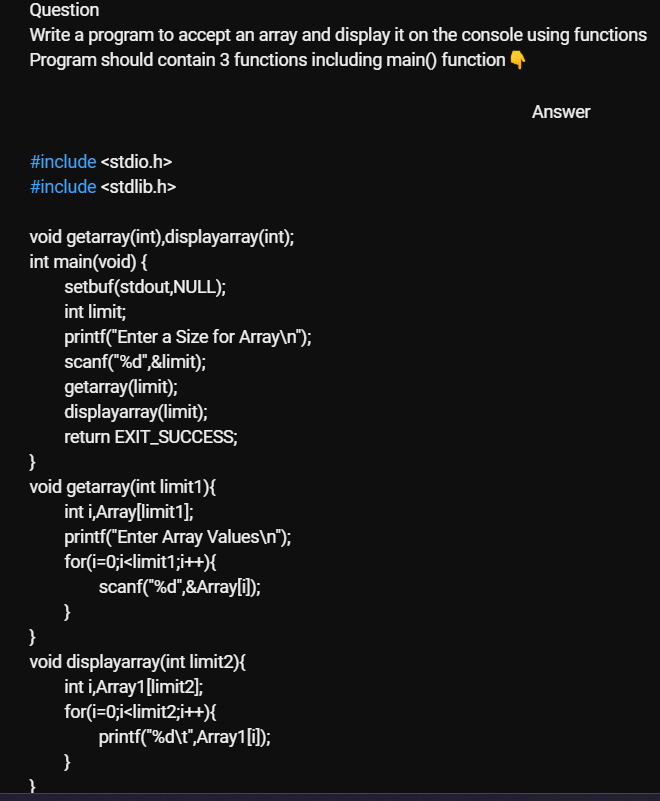 Question
Write a program to accept an array and display it on the console using functions
Program should contain 3 functions including main() function👇
Answer
#include <stdio.h>
#include <stdlib.h>
void getarray(int),displayarray(int);
int main(void) {
setbuf(stdout,NULL);
int limit;
printf("Enter a Size for Array\n");
scanf("%d",&limit);
getarray(limit);
displayarray(limit);
return EXIT_SUCCESS;
}
void getarray(int limit1){
int i,Array[limit1];
printf("Enter Array Values\n");
for(i=0;i<limit1;i++){
scanf("%d",&Array[i]);
}
}
void displayarray(int limit2){
int i,Array1[limit2];
for(i=0;i<limit2;i++){
printf("%d\t",Array1[i]);
}
}